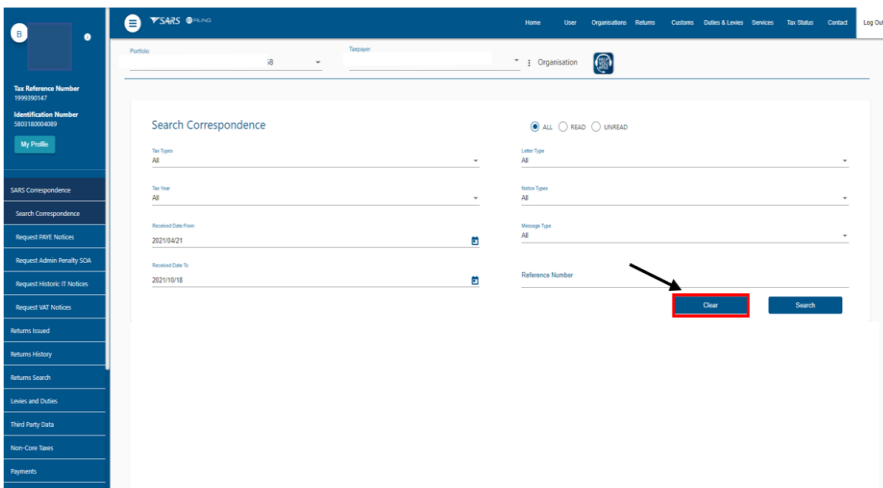 B
SARS eFILING
Home User Organisations Returns Customs Duties & Levies Services Tax Status Contact Log Out
Portfolio
Taxpayer
Organisation
Tax Reference Number
1999390147
Identification Number
5803180004089
My Profile
SARS Correspondence
Search Correspondence
Request PAYE Notices
Request Admin Penalty SOA
Request Historic IT Notices
Request VAT Notices
Returns Issued
Returns History
Returns Search
Levies and Duties
Third Party Data
Non-Core Taxes
Payments
Search Correspondence
ALL READ UNREAD
Tax Types
All
Letter Type
All
Tax Year
All
Notice Types
All
Received Date From
2021/04/21
Message Type
All
Received Date To
2021/10/18
Reference Number
Clear Search